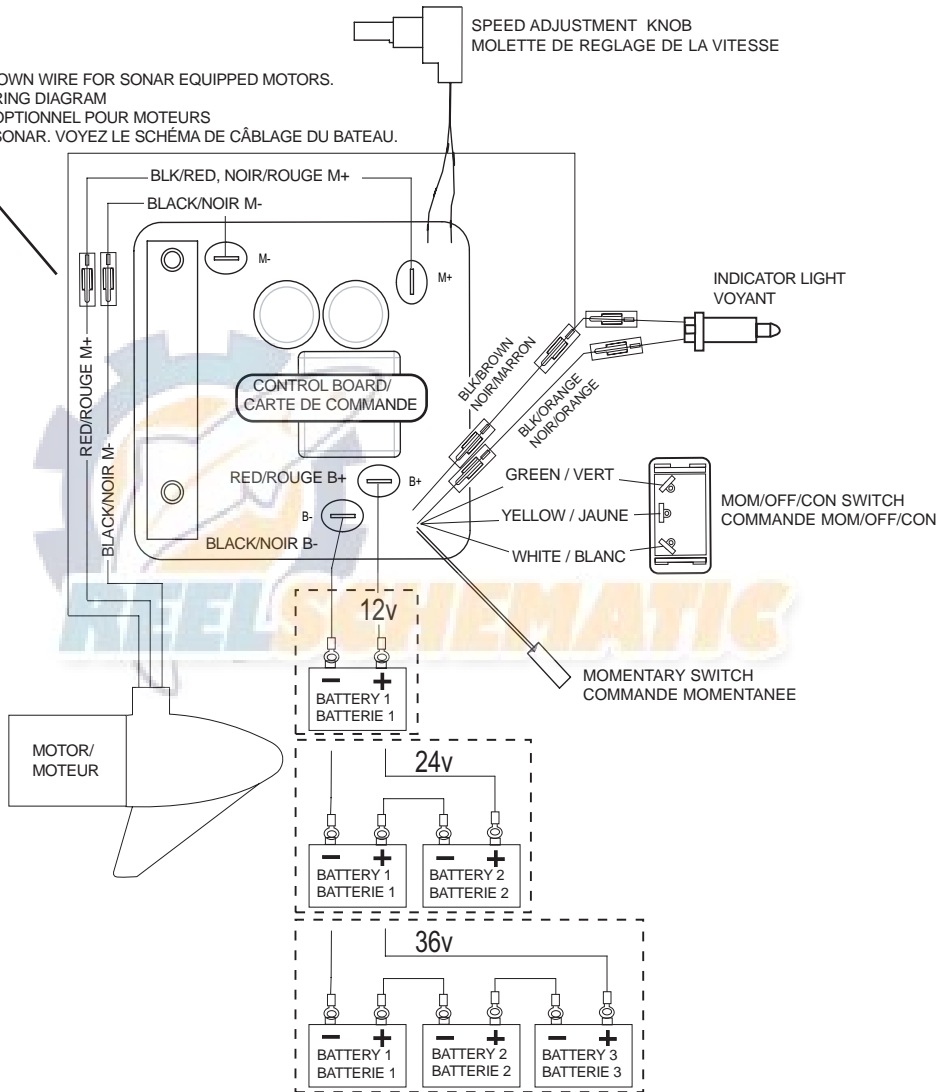 SPEED ADJUSTMENT KNOB
MOLETTE DE REGLAGE DE LA VITESSE
OWN WIRE FOR SONAR EQUIPPED MOTORS.
RING DIAGRAM
OPTIONNEL POUR MOTEURS
SONAR. VOYEZ LE SCHÉMA DE CÂBLAGE DU BATEAU.
BLK/RED, NOIR/ROUGE M+
BLACK/NOIR M-
M-
M+
INDICATOR LIGHT
VOYANT
RED/ROUGE M+
BLACK/NOIR M-
CONTROL BOARD/
CARTE DE COMMANDE
BLK/BROWN
NOIR/MARRON
BLK/ORANGE
NOIR/ORANGE
RED/ROUGE B+
B+
B-
BLACK/NOIR B-
GREEN / VERT
YELLOW / JAUNE
WHITE / BLANC
MOM/OFF/CON SWITCH
COMMANDE MOM/OFF/CON
REELSCHEMATIC
MOMENTARY SWITCH
COMMANDE MOMENTANEE
12v
BATTERY 1
BATTERIE 1
MOTOR/
MOTEUR
24v
BATTERY 1
BATTERIE 1
BATTERY 2
BATTERIE 2
36v
BATTERY 1
BATTERIE 1
BATTERY 2
BATTERIE 2
BATTERY 3
BATTERIE 3